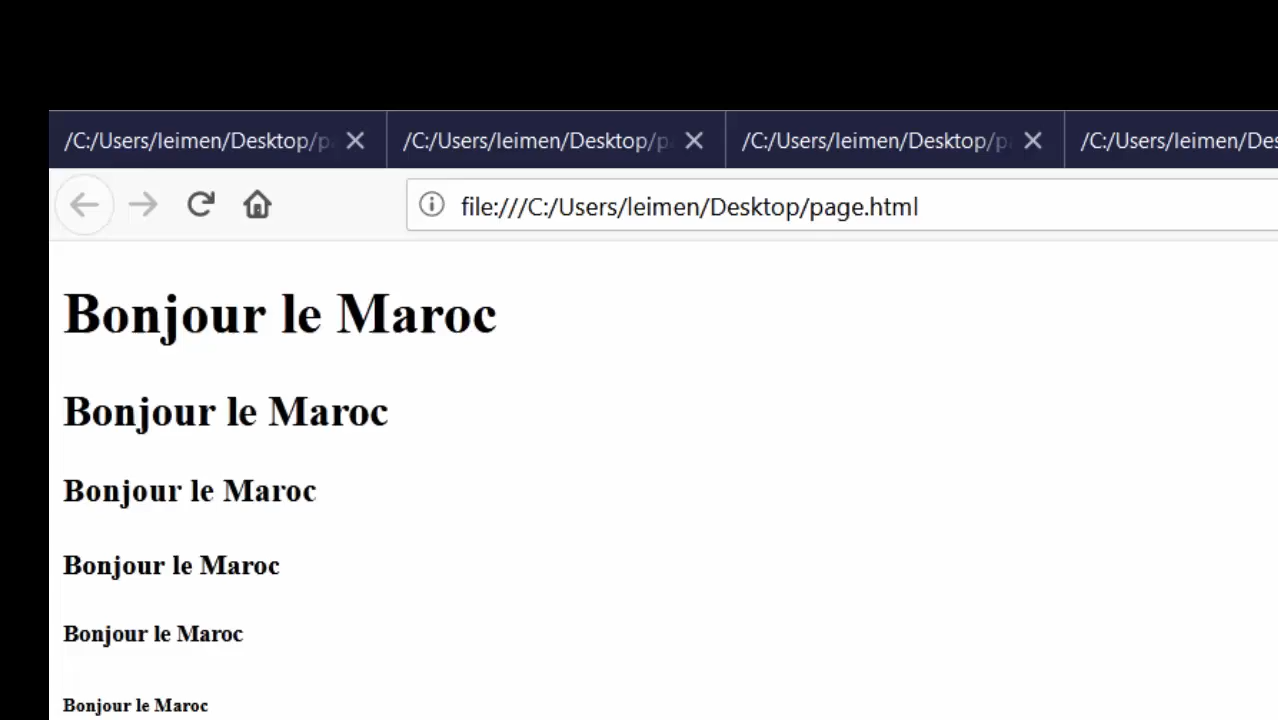 /C:/Users/leimen/Desktop/p
/C:/Users/leimen/Desktop/pa
/C:/Users/leimen/Desktop/p
/C:/Users/leimen/Des
file:///C:/Users/leimen/Desktop/page.html
Bonjour le Maroc
Bonjour le Maroc
Bonjour le Maroc
Bonjour le Maroc
Bonjour le Maroc
Bonjour le Maroc